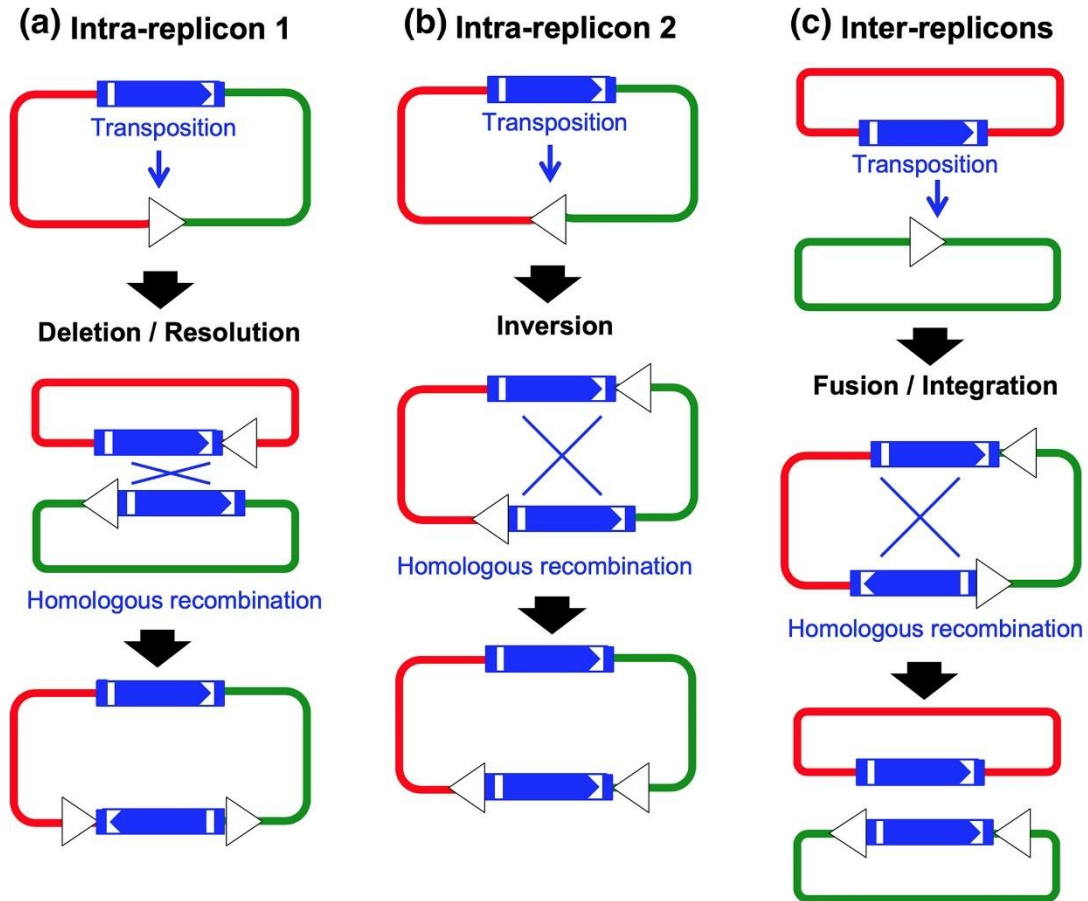 (a) Intra-replicon 1
Transposition
Deletion / Resolution
Homologous recombination
(b) Intra-replicon 2
Transposition
Inversion
Homologous recombination
(c) Inter-replicons
Transposition
Fusion / Integration
Homologous recombination